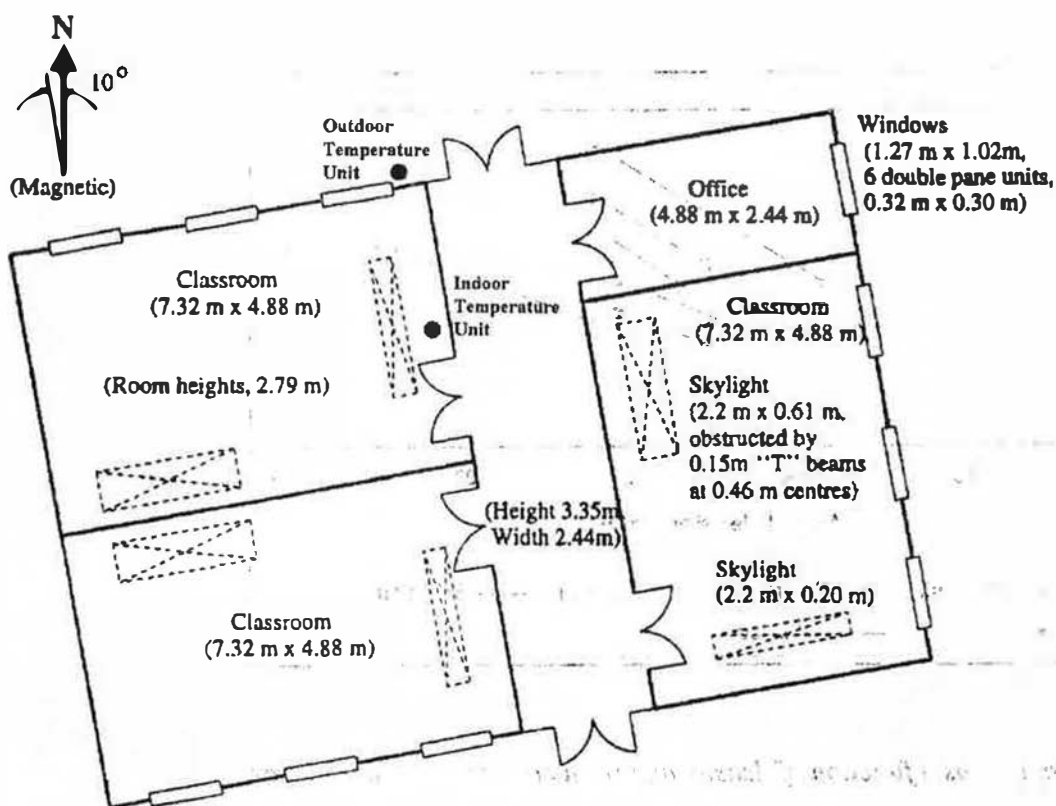 N
10°
(Magnetic)
Outdoor
Temperature
Unit
Windows
(1.27 m x 1.02m,
6 double pane units,
0.32 m x 0.30 m)
Office
(4.88 m x 2.44 m)
Classroom
(7.32 m x 4.88 m)
Indoor
Temperature
Unit
Classroom
(7.32 m x 4.88 m)
(Room heights, 2.79 m)
Skylight
(2.2 m x 0.61 m,
obstructed by
0.15m "T" beams
at 0.46 m centres)
(Height 3.35m,
Width 2.44m)
Skylight
(2.2 m x 0.20 m)
Classroom
(7.32 m x 4.88 m)